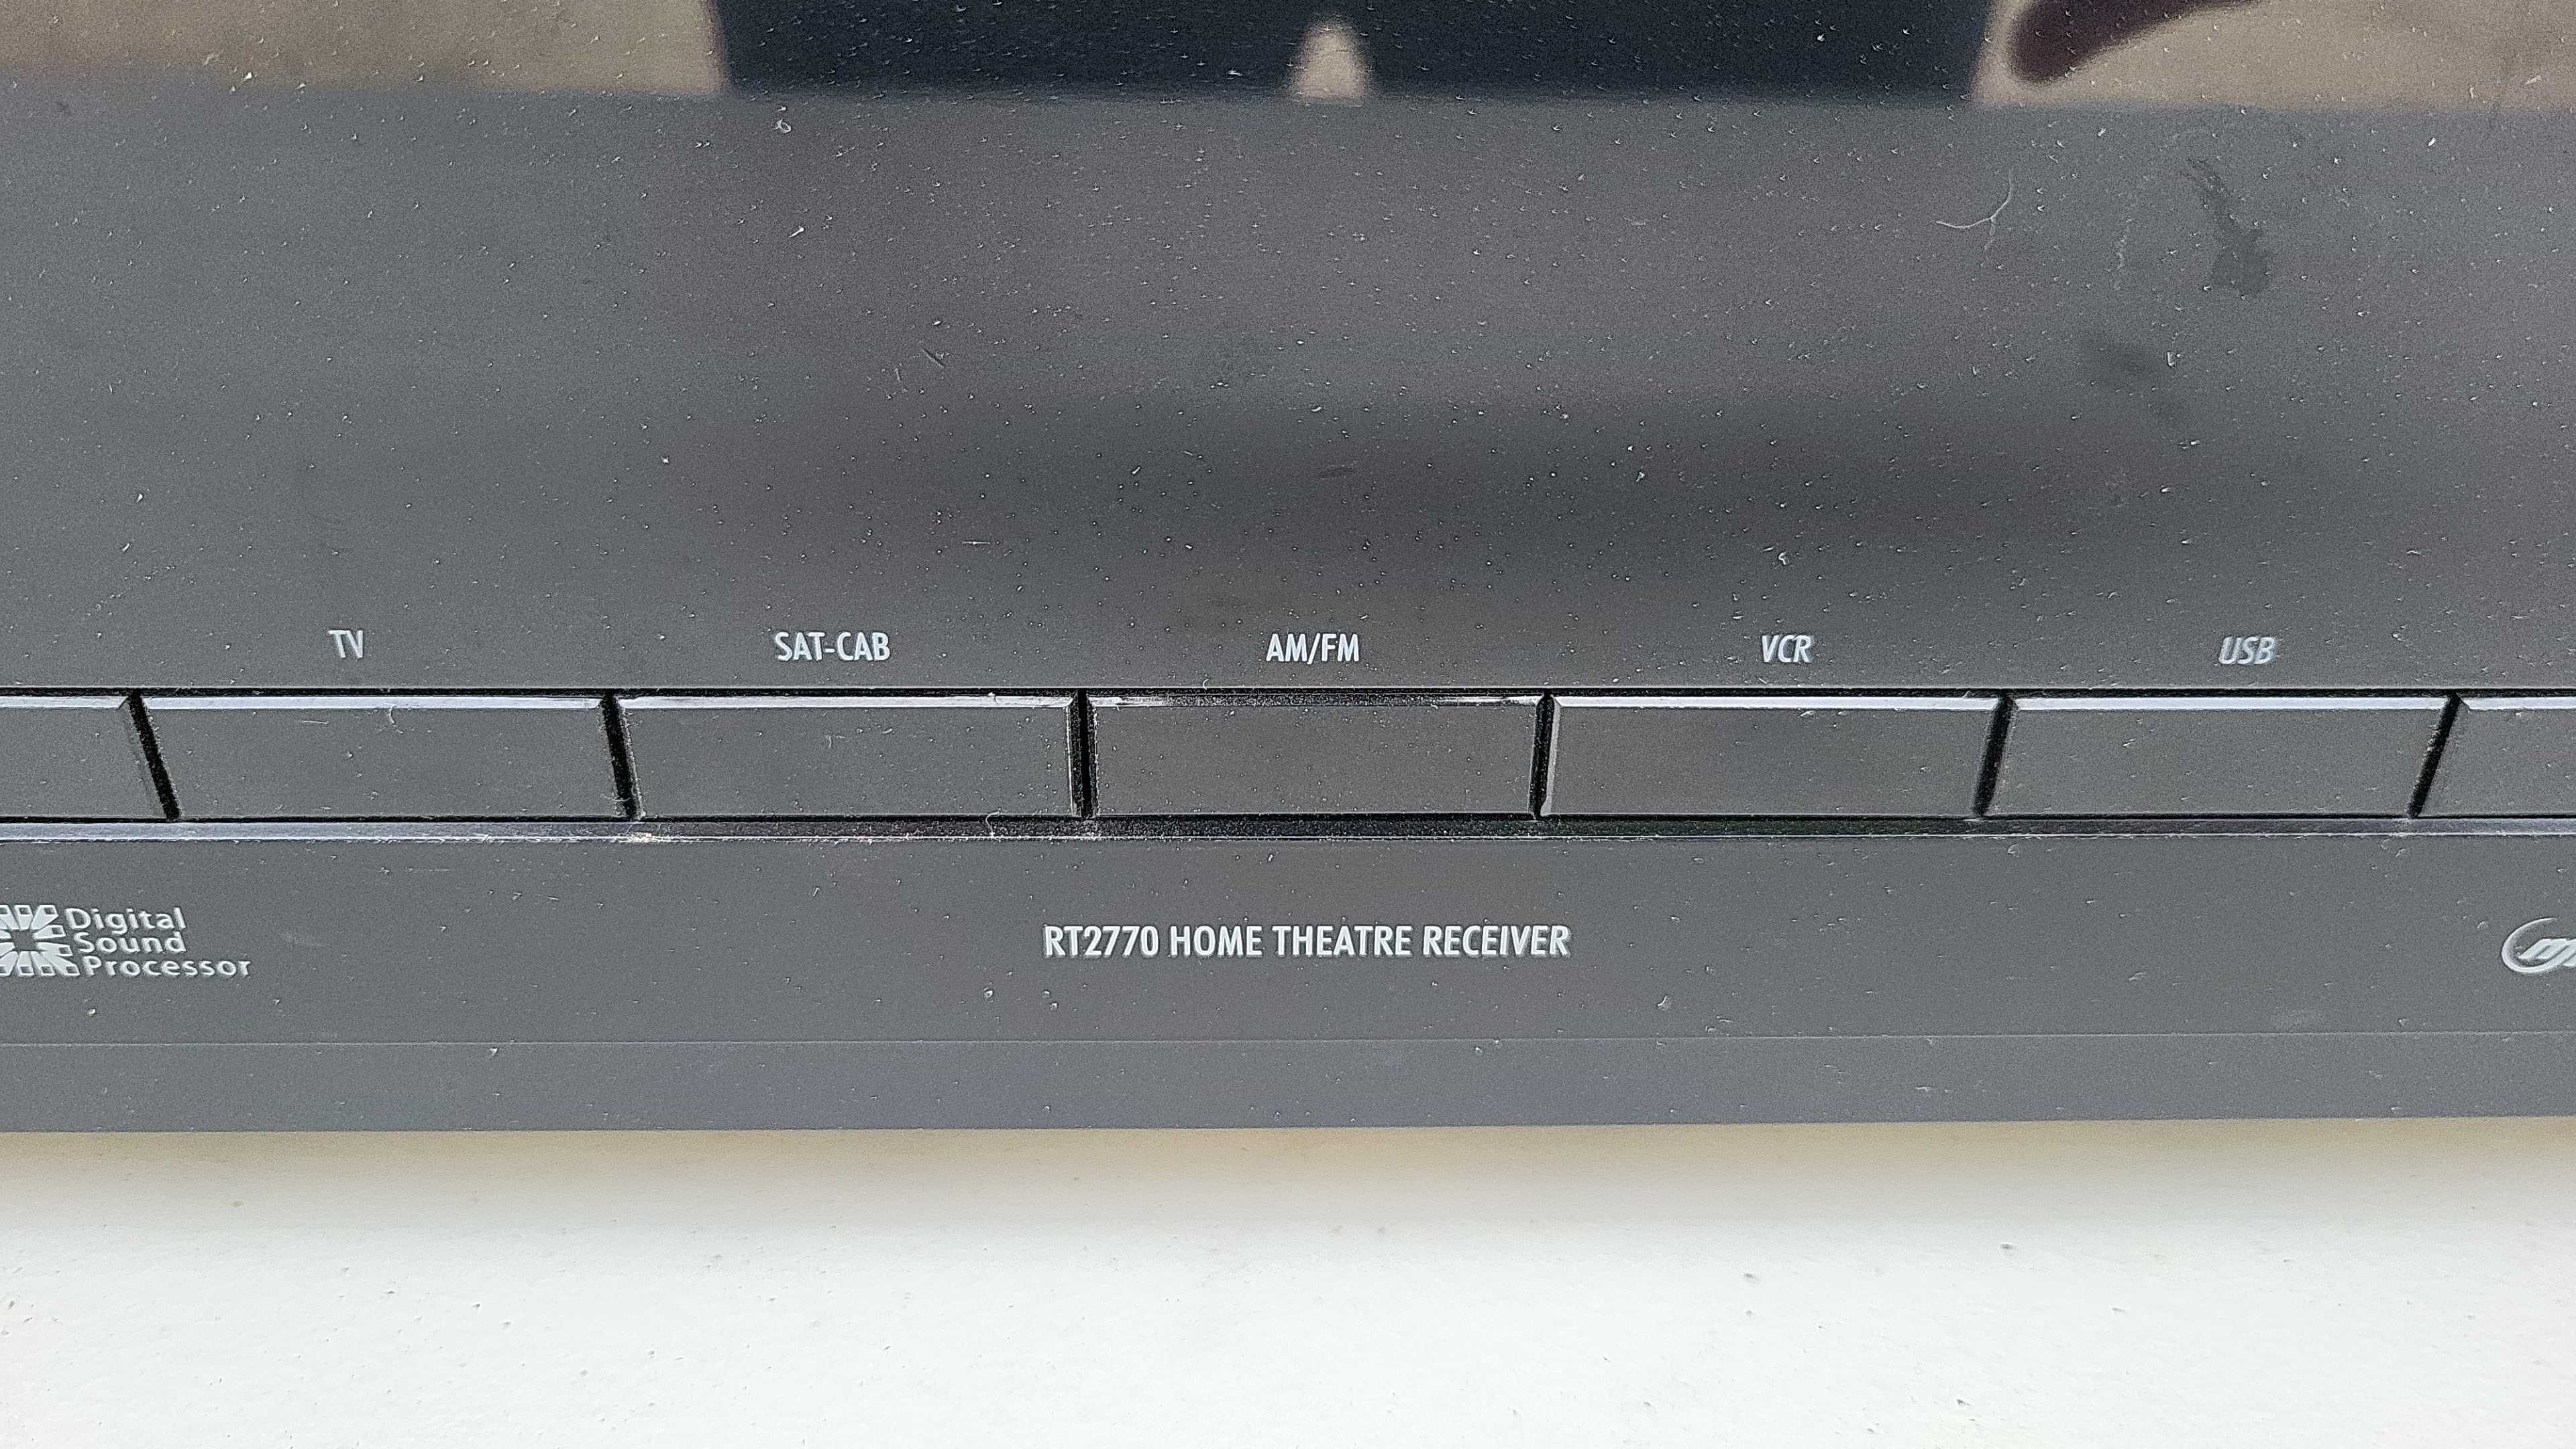 TV
SAT-CAB
AM/FM
VCR
USB
Digital
Sound
Processor
RT2770 HOME THEATRE RECEIVER